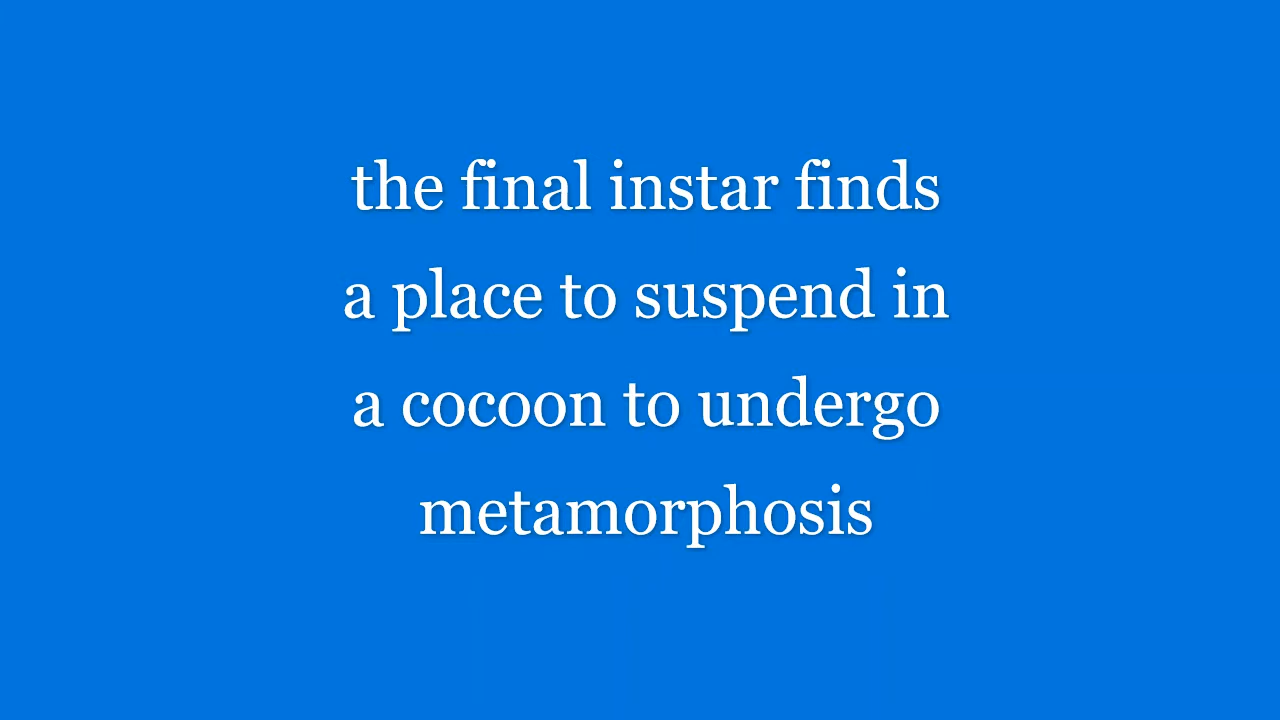 the final instar finds
a place to suspend in
a cocoon to undergo
metamorphosis